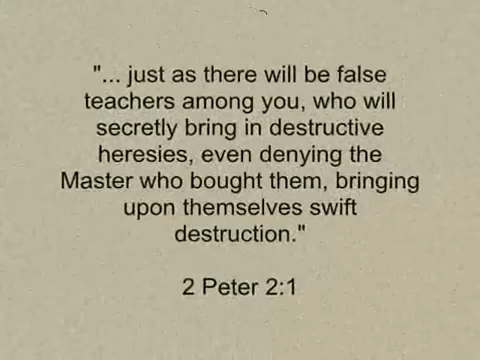 "... just as there will be false
teachers among you, who will
secretly bring in destructive
heresies, even denying the
Master who bought them, bringing
upon themselves swift
destruction."
2 Peter 2:1